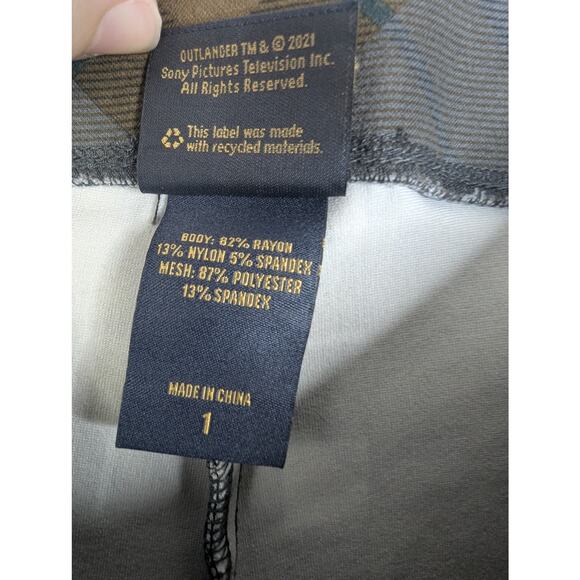 OUTLANDER TM & © 2021
Sony Pictures Television Inc.
All Rights Reserved.
This label was made
with recycled materials.
BODY: 82% RAYON
13% NYLON 5% SPANDEX
MESH: 87% POLYESTER
13% SPANDEX
MADE IN CHINA
1